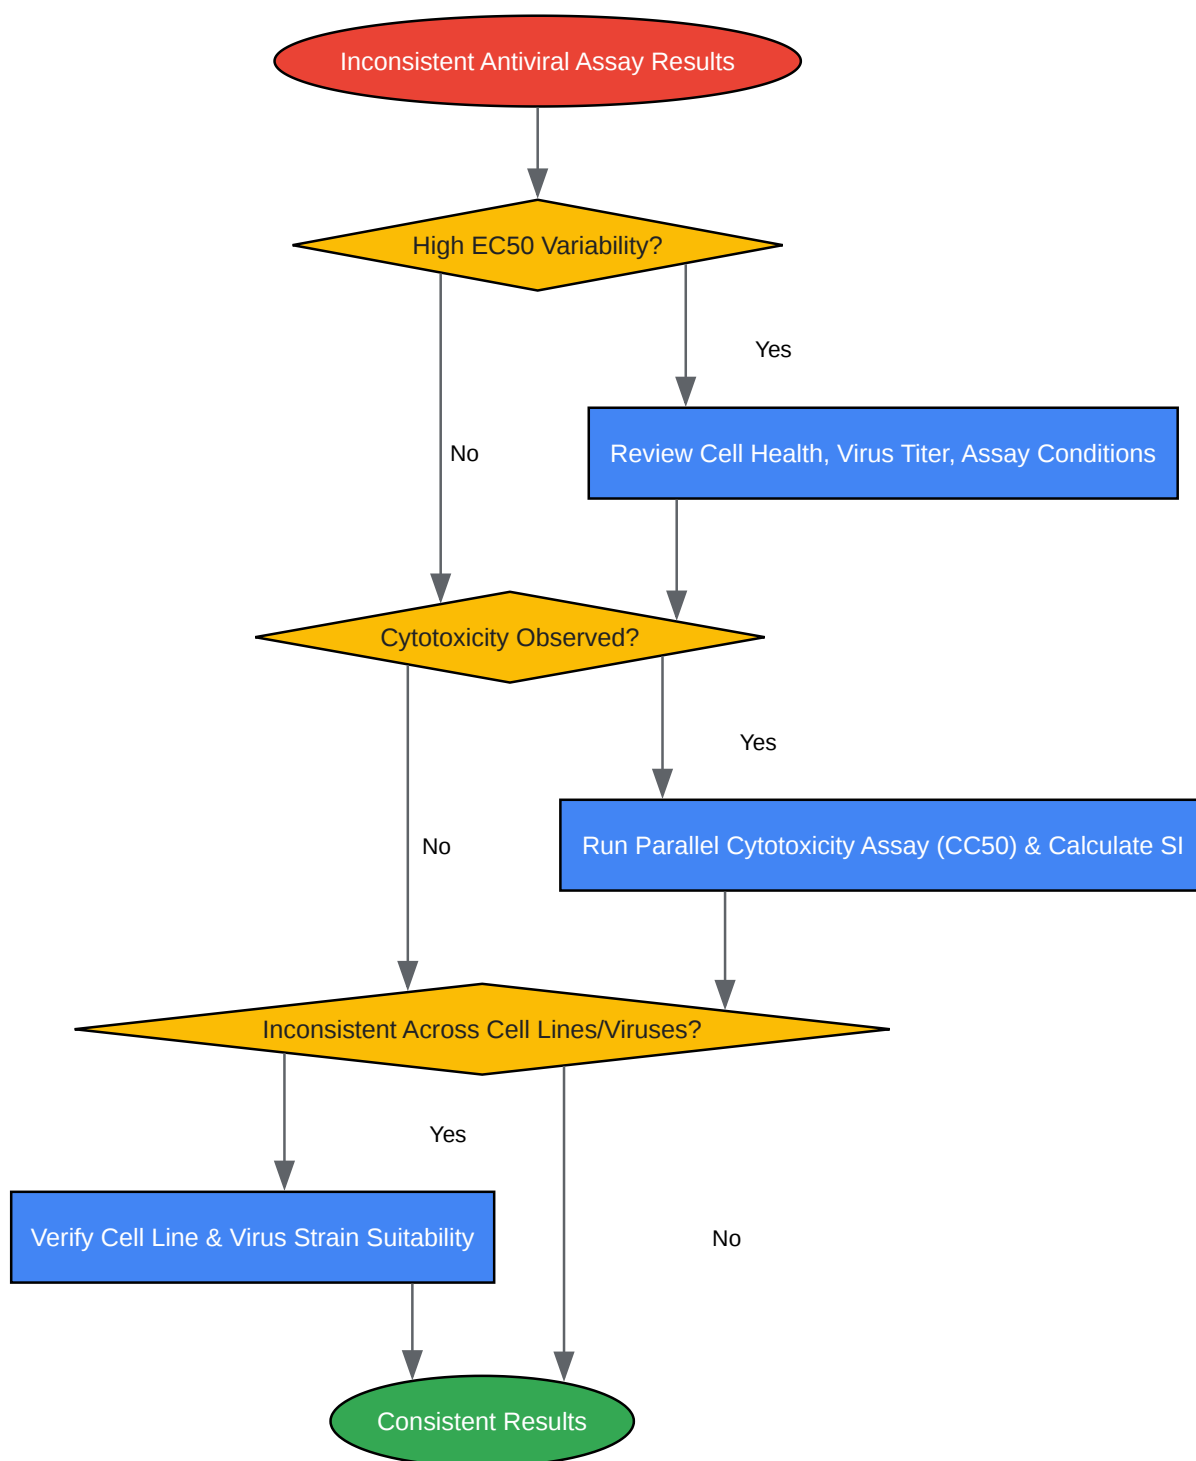 Inconsistent Antiviral Assay Results
High EC50 Variability?
Yes
No
Review Cell Health, Virus Titer, Assay Conditions
Cytotoxicity Observed?
Yes
No
Run Parallel Cytotoxicity Assay (CC50) & Calculate SI
Inconsistent Across Cell Lines/Viruses?
Yes
No
Verify Cell Line & Virus Strain Suitability
Consistent Results